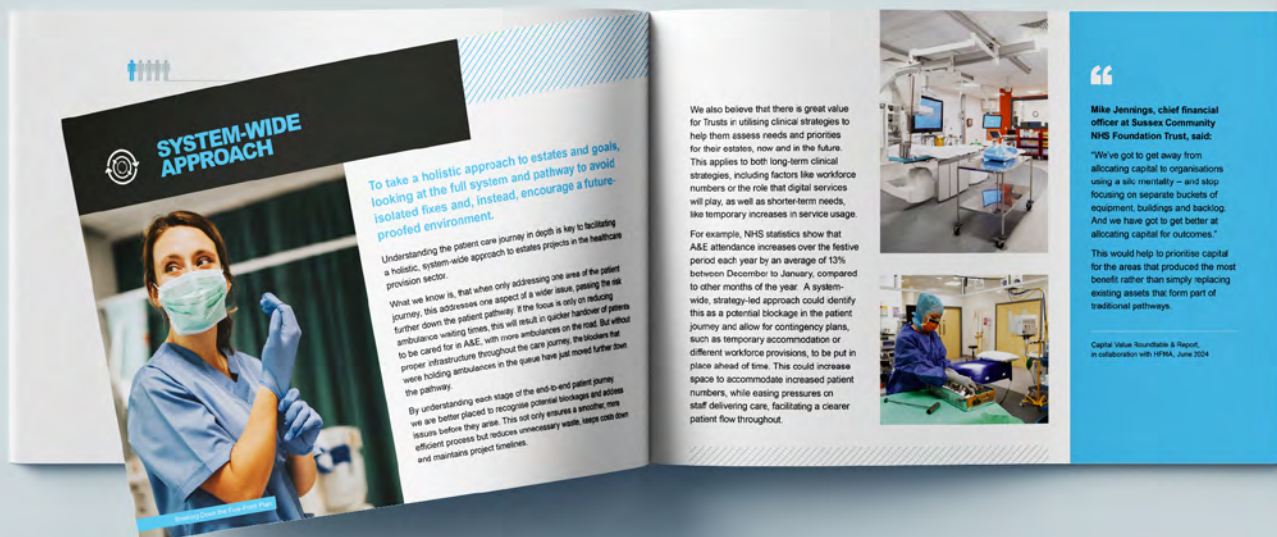 SYSTEM-WIDE
APPROACH
To take a holistic approach to estates and goals,
looking at the full system and pathway to avoid
isolated fixes and, instead, encourage a future-
proofed environment.
Understanding the patient care journey in depth is key to facilitating
a holistic, system-wide approach to estates projects in the healthcare
provision sector.
What we know is, that when only addressing one area of the patient
journey, this addresses one aspect of a wider issue, passing the risk
further down the patient pathway. If the focus is only on reducing
ambulance waiting times, this will result in quicker handover of patients
to be cared for in A&E, with more ambulances on the road. But without
proper infrastructure throughout the care journey, the blockers that
were holding ambulances in the queue have just moved further down
the pathway.
By understanding each stage of the end-to-end patient journey,
we are better placed to recognise potential blockages and address
issues before they arise. This not only ensures a smoother, more
efficient process but reduces unnecessary waste, keeps costs down
and maintains project timelines.
Breaking Down the Five-Point Plan
We also believe that there is great value
for Trusts in utilising clinical strategies to
help them assess needs and priorities
for their estates, now and in the future.
This applies to both long-term clinical
strategies, including factors like workforce
numbers or the role that digital services
will play, as well as shorter-term needs,
like temporary increases in service usage.
For example, NHS statistics show that
A&E attendance increases over the festive
period each year by an average of 13%
between December to January, compared
to other months of the year. A system-
wide, strategy-led approach could identify
this as a potential blockage in the patient
journey and allow for contingency plans,
such as temporary accommodation or
different workforce provisions, to be put in
place ahead of time. This could increase
space to accommodate increased patient
numbers, while easing pressures on
staff delivering care, facilitating a clearer
patient flow throughout.
“
Mike Jennings, chief financial
officer at Sussex Community
NHS Foundation Trust, said:
“We’ve got to get away from
allocating capital to organisations
using a silo mentality – and stop
focusing on separate buckets of
equipment, buildings and backlog.
And we have got to get better at
allocating capital for outcomes.”
This would help to prioritise capital
for the areas that produced the most
benefit rather than simply replacing
existing assets that form part of
traditional pathways.
Capital Value Roundtable & Report,
in collaboration with HFMA, June 2024